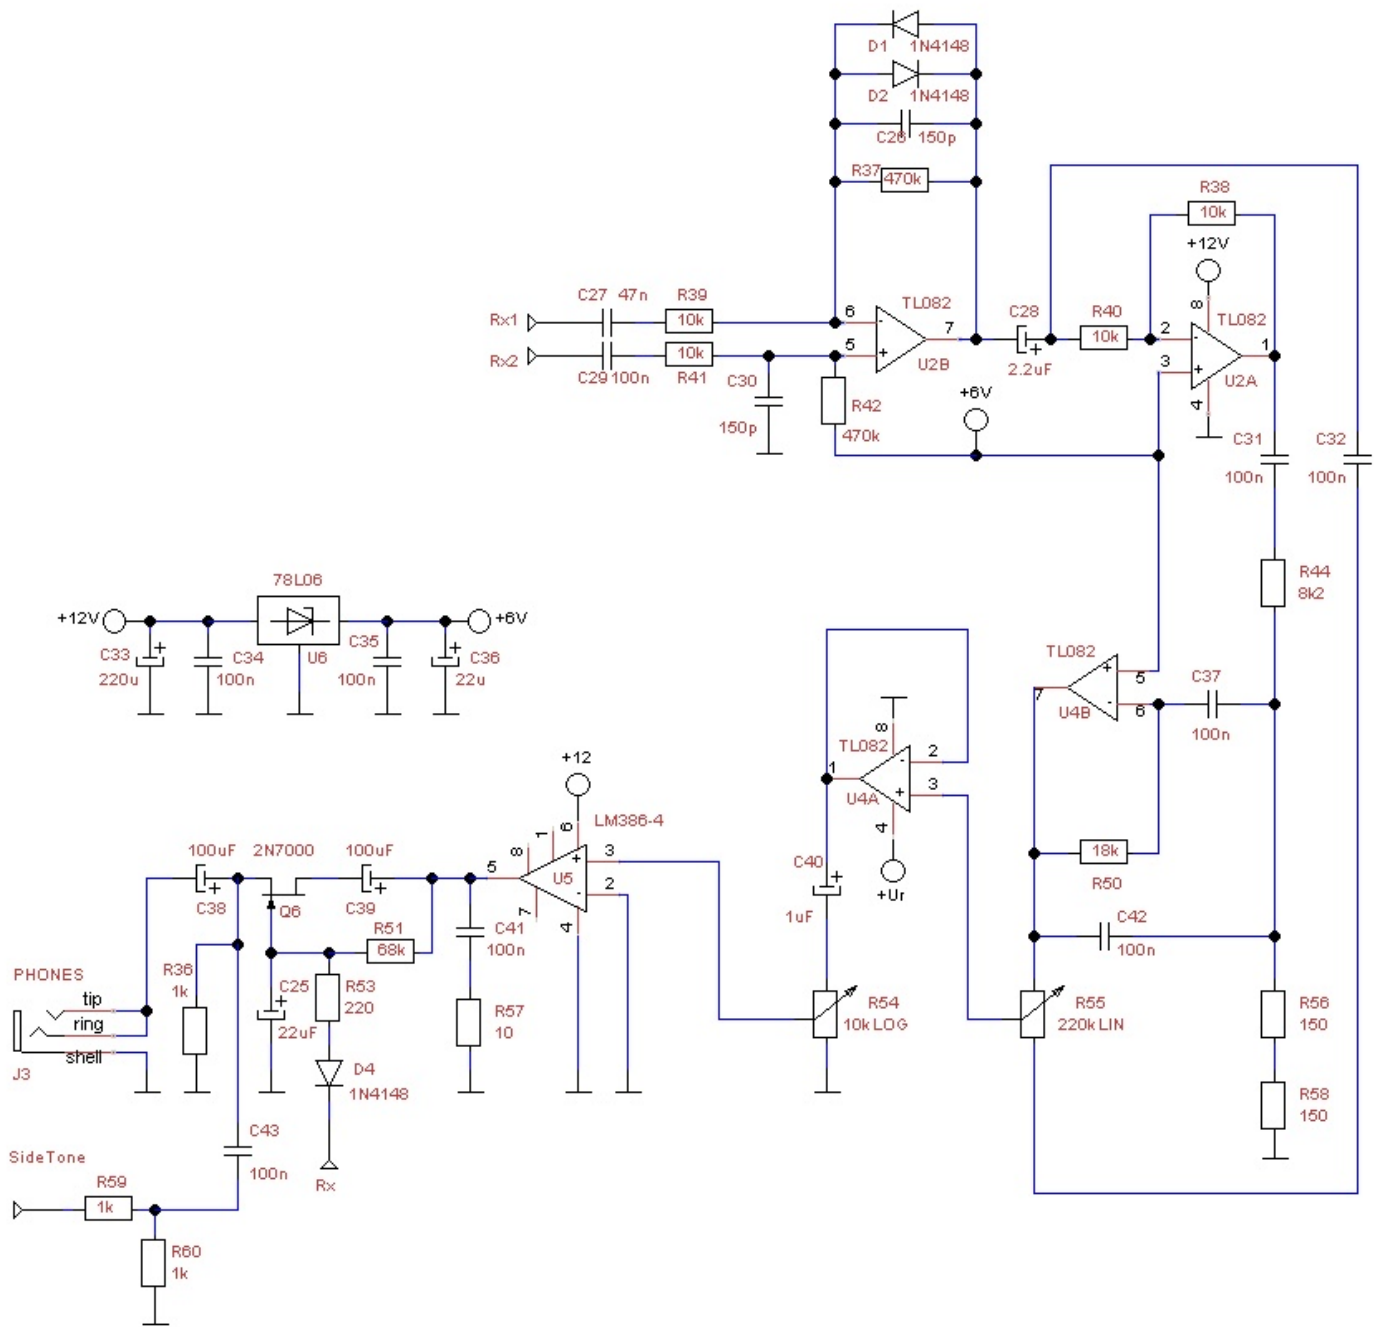 D1 1N4148
D2 1N4148
C26 150p
R37 470k
R38
10k
+12V
8
TL082
C27 47n R39
Rx1
10k
6
-
TL082
7
C28
R40
10k
2
-
1
Rx2
10k
5
+
U2B
2.2uF
3
+
U2A
C29 100n R41
C30
150p
R42
470k
+6V
4
C31
100n
C32
100n
78L06
+12V
+6V
C33
220u
C34
100n
U6
C35
100n
C36
22u
R44
8k2
TL082
+
5
7
-
6
U4B
C37
100n
8
TL082
2
-
1
3
+
U4A
4
+Ur
+12
6
LM386-4
1
8
3
+
5
U5
2
-
7
4
18k
R50
100uF 2N7000 100uF
C38
Q6
C39
R51
68k
C41
100n
C40
1uF
C42
100n
R36
1k
PHONES
tip
ring
shell
J3
C25
22uF
R53
220
R57
10
R54
10k LOG
R55
220k LIN
R56
150
D4
1N4148
R58
150
C43
100n
Rx
SideTone
R59
1k
R60
1k